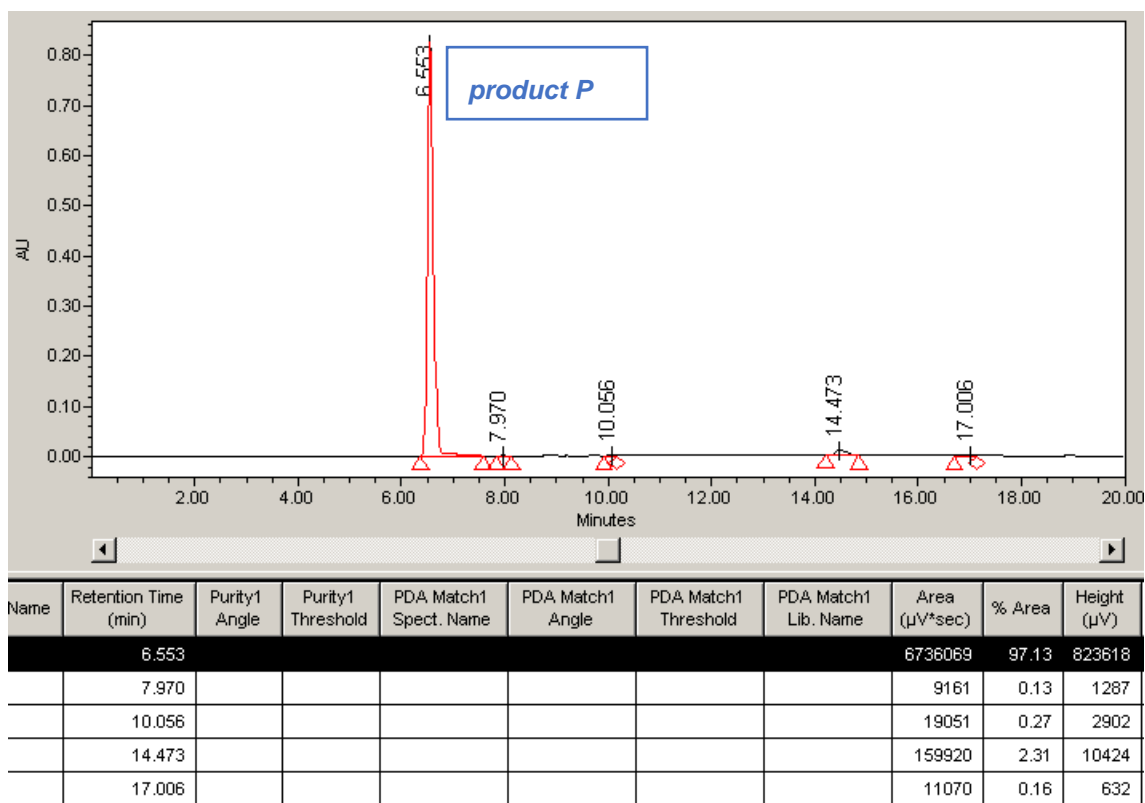 0.80
0.70
0.60
0.50
0.40
0.30
0.20
0.10
0.00
AU
6.553
product P
7.970
10.056
14.473
17.006
2.00 4.00 6.00 8.00 10.00 12.00 14.00 16.00 18.00 20.00
Minutes
Name Retention Time (min) Purity1 Angle Purity1 Threshold PDA Match1 Spect. Name PDA Match1 Angle PDA Match1 Threshold PDA Match1 Lib. Name Area (µV*sec) % Area Height (µV)
6.553 6736069 97.13 823618
7.970 9161 0.13 1287
10.056 19051 0.27 2902
14.473 159920 2.31 10424
17.006 11070 0.16 632